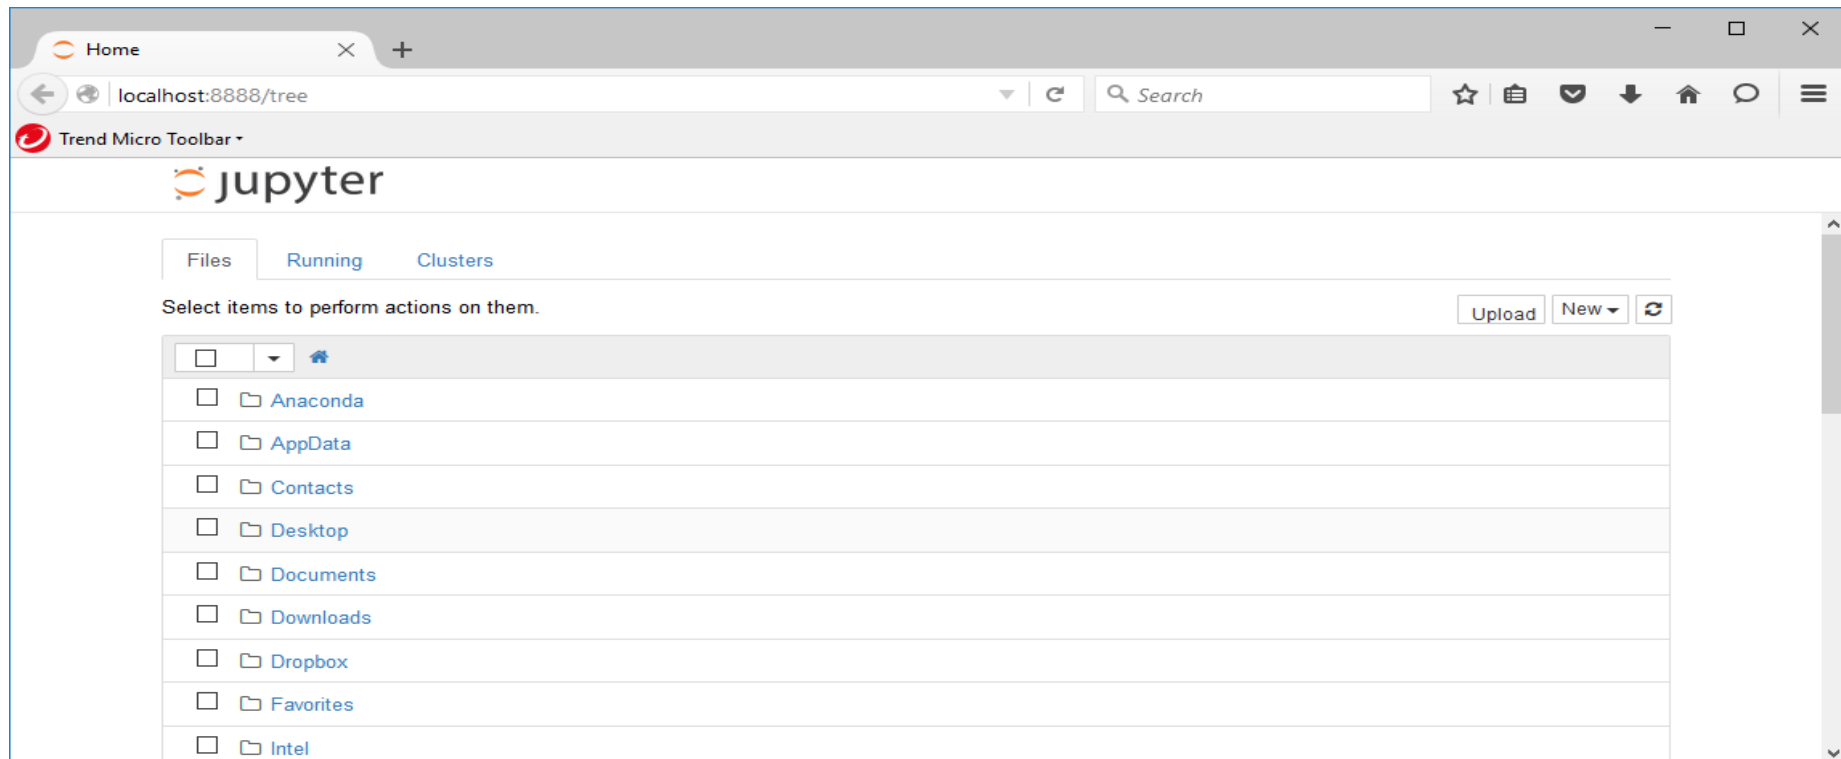 Home
localhost:8888/tree
Search
Trend Micro Toolbar
jupyter
Files Running Clusters
Select items to perform actions on them.
Upload New
Anaconda
AppData
Contacts
Desktop
Documents
Downloads
Dropbox
Favorites
Intel